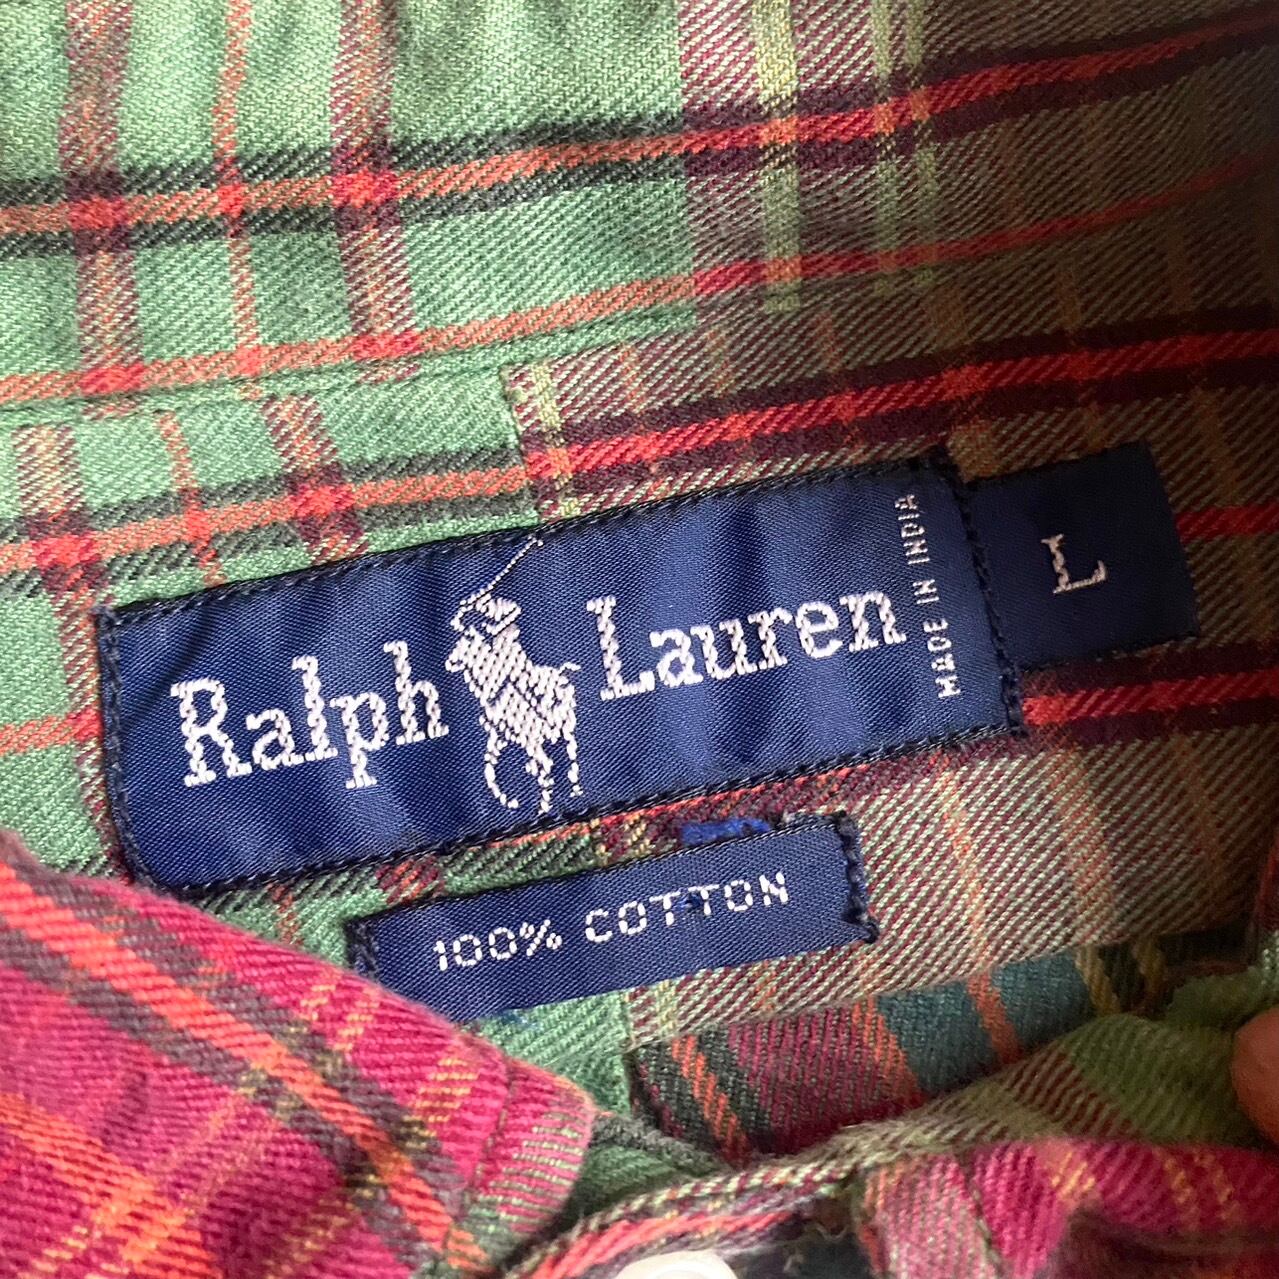 Ralph Lauren
MADE IN INDIA
L
100% COTTON